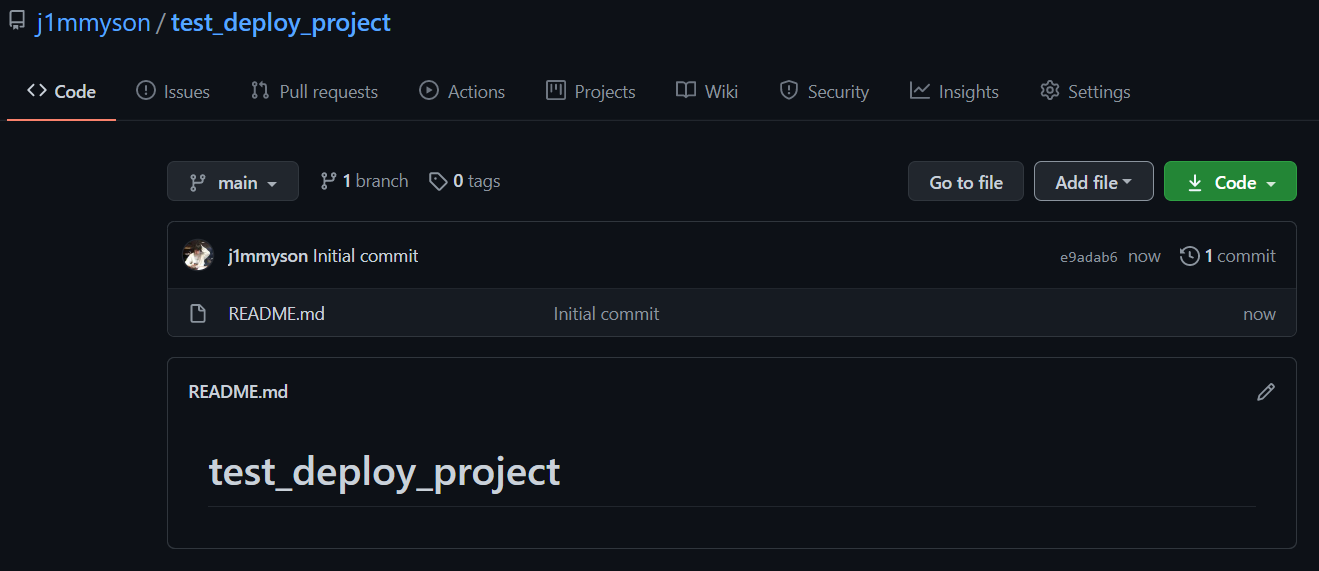 j1mmyson / test_deploy_project
Code Issues Pull requests Actions Projects Wiki Security Insights Settings
main 1 branch 0 tags Go to file Add file Code
j1mmyson Initial commit e9adab6 now 1 commit
README.md Initial commit now
README.md
test_deploy_project